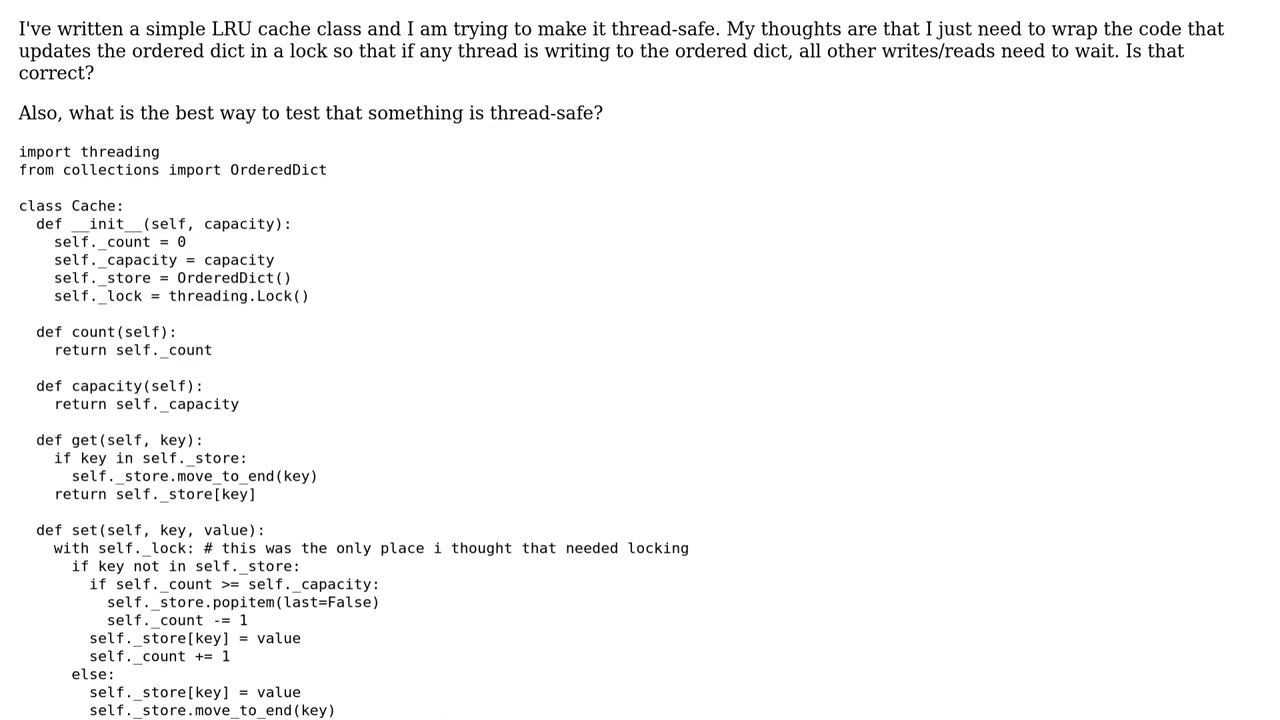 I've written a simple LRU cache class and I am trying to make it thread-safe. My thoughts are that I just need to wrap the code that
updates the ordered dict in a lock so that if any thread is writing to the ordered dict, all other writes/reads need to wait. Is that
correct?

Also, what is the best way to test that something is thread-safe?

import threading
from collections import OrderedDict

class Cache:
  def __init__(self, capacity):
    self._count = 0
    self._capacity = capacity
    self._store = OrderedDict()
    self._lock = threading.Lock()

  def count(self):
    return self._count

  def capacity(self):
    return self._capacity

  def get(self, key):
    if key in self._store:
      self._store.move_to_end(key)
    return self._store[key]

  def set(self, key, value):
    with self._lock: # this was the only place i thought that needed locking
      if key not in self._store:
        if self._count >= self._capacity:
          self._store.popitem(last=False)
          self._count -= 1
        self._store[key] = value
        self._count += 1
      else:
        self._store[key] = value
        self._store.move_to_end(key)